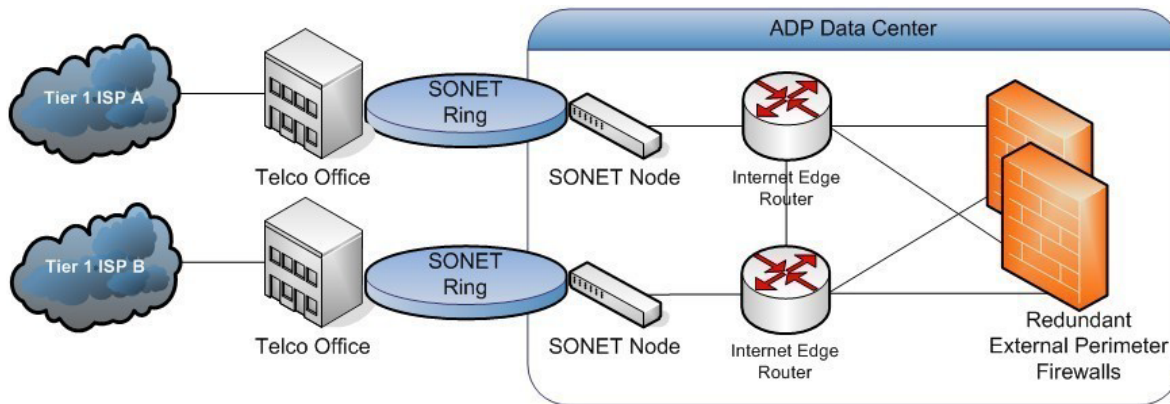 ADP Data Center
Tier 1 ISP A
SONET
Ring
Telco Office
SONET Node
Internet Edge
Router
Tier 1 ISP B
SONET
Ring
Telco Office
SONET Node
Internet Edge
Router
Redundant
External Perimeter
Firewalls